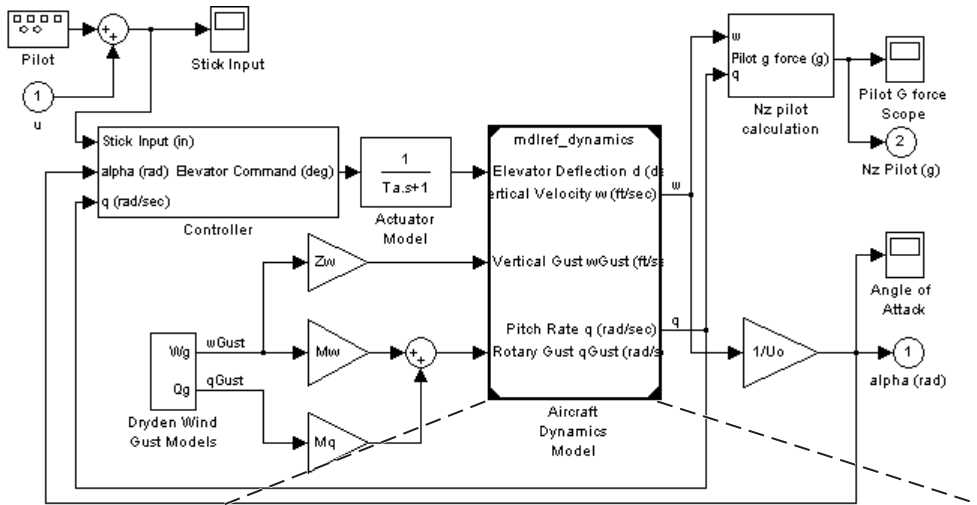 Pilot
+
+
1
u
Stick Input
Stick Input (in)
alpha (rad) Elevator Command (deg)
q (rad/sec)
Controller
1
Ta.s+1
Actuator
Model
mdlref_dynamics
Elevator Deflection d (de
ertical Velocity w (ft/sec)
Vertical Gust wGust (ft/se
Pitch Rate q (rad/sec)
Rotary Gust qGust (rad/s
Aircraft
Dynamics
Model
w
q
w
Pilot g force (g)
q
Nz pilot
calculation
Pilot G force
Scope
2
Nz Pilot (g)
Angle of
Attack
1/Uo
1
alpha (rad)
Zw
Mw
Mq
+
+
Wg
Qg
wGust
qGust
Dryden Wind
Gust Models